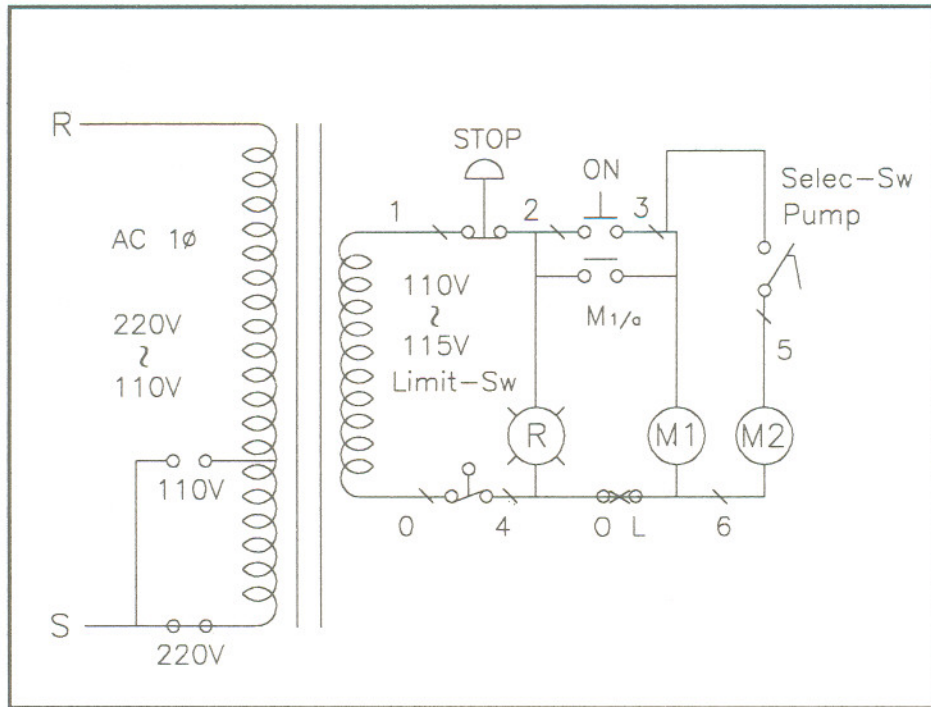 R
STOP
ON
Selec-Sw
Pump
1
2
3
AC 1ø
110V
~
115V
M1/a
220V
~
110V
Limit-Sw
5
R
M1
M2
110V
0
4
O L
6
S
220V